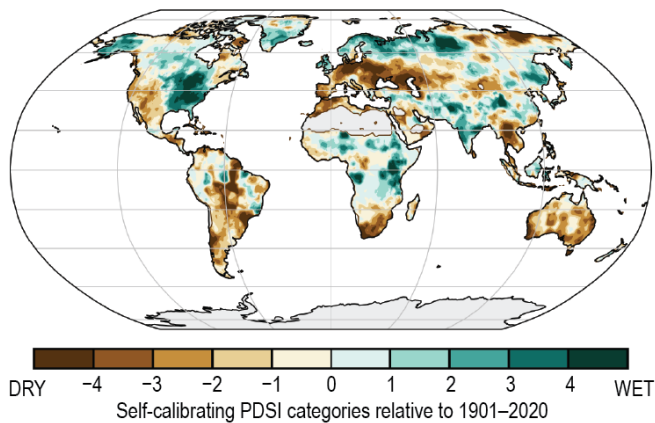 DRY −4 −3 −2 −1 0 1 2 3 4 WET
Self-calibrating PDSI categories relative to 1901–2020